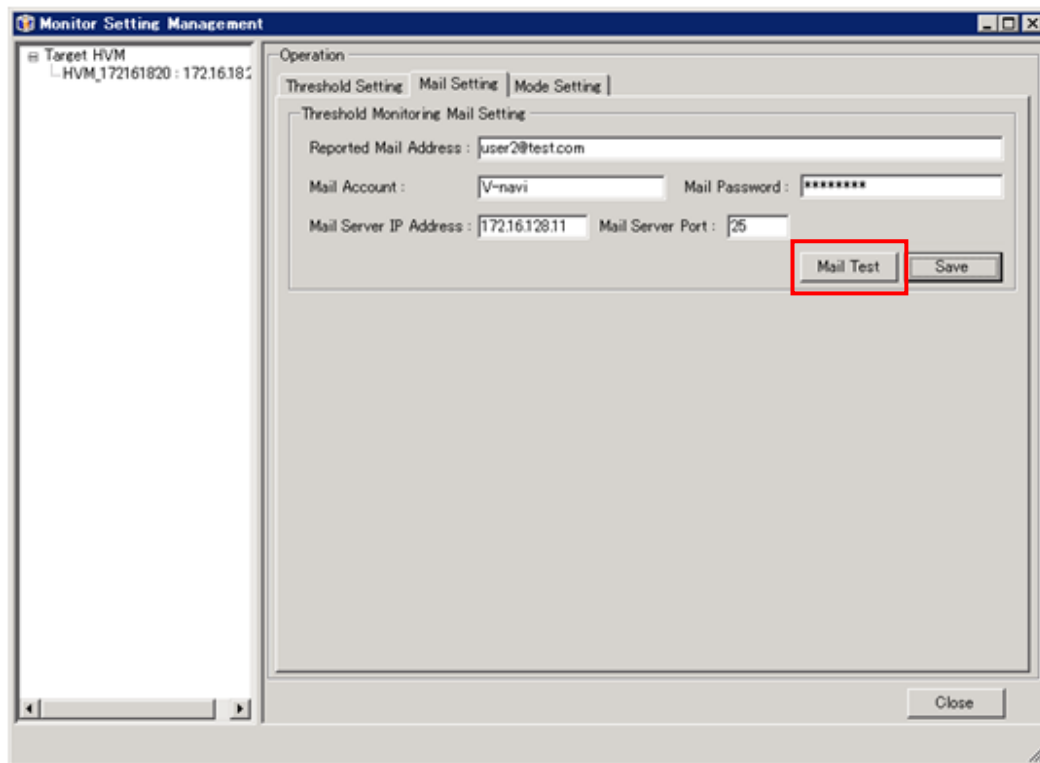 Monitor Setting Management
Target HVM
HVM_172161820 : 172.16.18.2
Operation
Threshold Setting Mail Setting Mode Setting
Threshold Monitoring Mail Setting
Reported Mail Address : user2@test.com
Mail Account : V-navi Mail Password : ********
Mail Server IP Address : 172.16.128.11 Mail Server Port : 25
Mail Test Save
Close